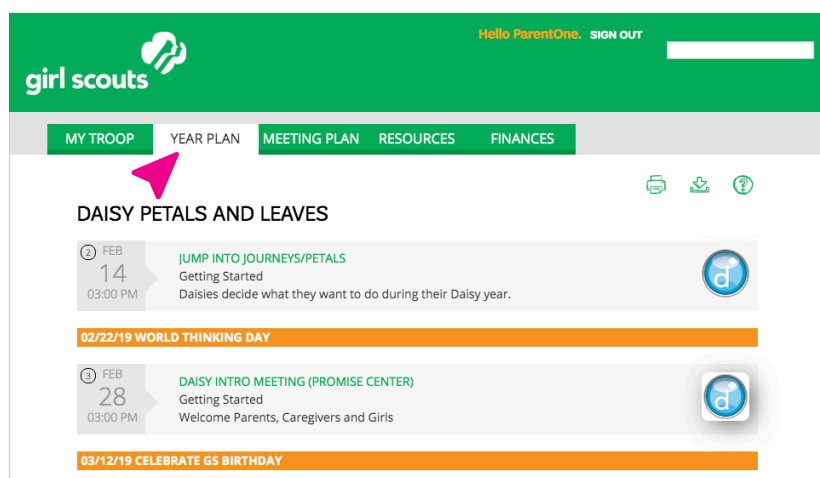 Hello ParentOne. SIGN OUT
girl scouts
MY TROOP YEAR PLAN MEETING PLAN RESOURCES FINANCES
?
DAISY PETALS AND LEAVES
2 FEB
14
03:00 PM
JUMP INTO JOURNEYS/PETALS
Getting Started
Daisies decide what they want to do during their Daisy year.
d
02/22/19 WORLD THINKING DAY
3 FEB
28
03:00 PM
DAISY INTRO MEETING (PROMISE CENTER)
Getting Started
Welcome Parents, Caregivers and Girls
d
03/12/19 CELEBRATE GS BIRTHDAY